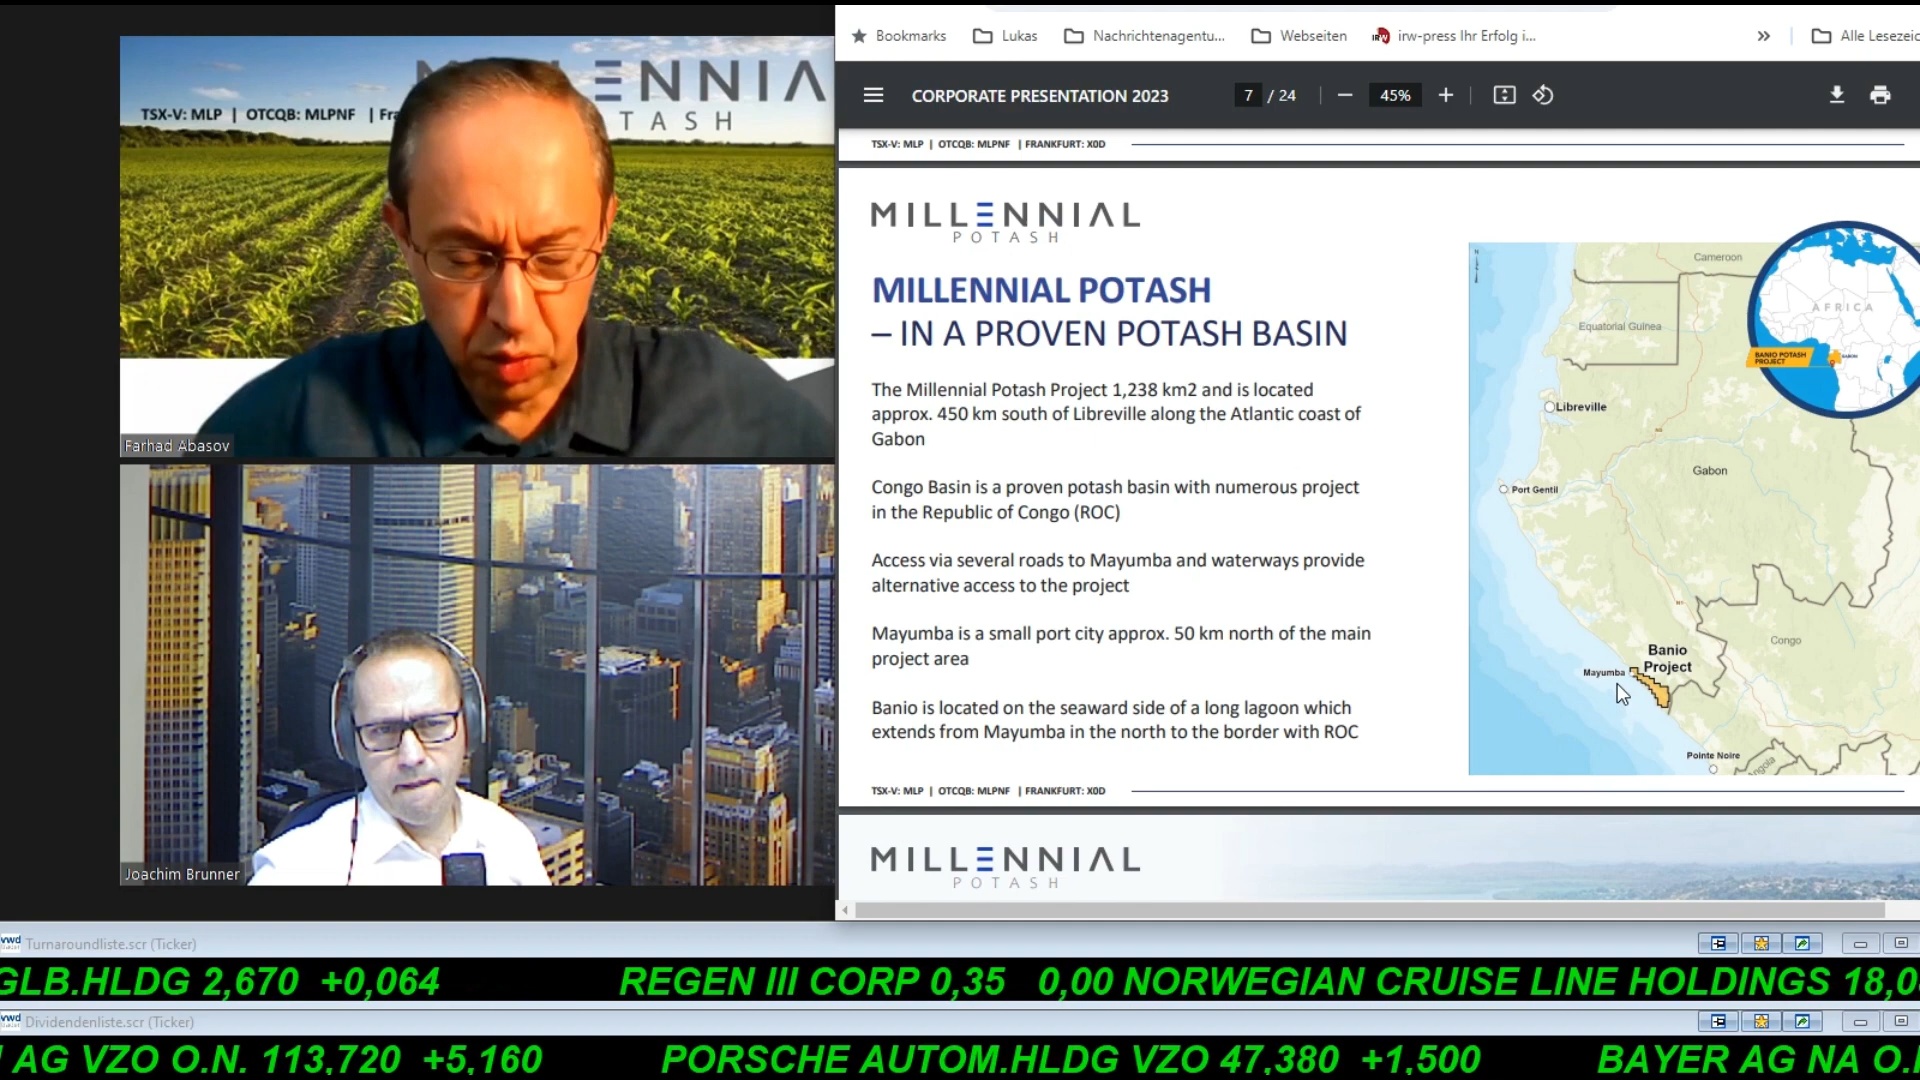 Bookmarks Lukas Nachrichtenagentu... Webseiten irw-press Ihr Erfolg i... » Alle Lesezeic
CORPORATE PRESENTATION 2023 7 / 24 45%
TSX-V: MLP | OTCQB: MLPNF | FRANKFURT: X0D
MILLENNIAL
POTASH
MILLENNIAL POTASH
– IN A PROVEN POTASH BASIN
The Millennial Potash Project 1,238 km2 and is located
approx. 450 km south of Libreville along the Atlantic coast of
Gabon
Congo Basin is a proven potash basin with numerous project
in the Republic of Congo (ROC)
Access via several roads to Mayumba and waterways provide
alternative access to the project
Mayumba is a small port city approx. 50 km north of the main
project area
Banio is located on the seaward side of a long lagoon which
extends from Mayumba in the north to the border with ROC
TSX-V: MLP | OTCQB: MLPNF | FRANKFURT: X0D
Cameroon
AFRICA
BANIO POTASH
PROJECT
GABON
Equatorial Guinea
Libreville
Gabon
Port Gentil
Congo
Banio
Project
Mayumba
Pointe Noire
Angola
MILLENNIAL
POTASH
M ENNIA
TSX-V: MLP | OTCQB: MLPNF | Fra
TASH
Farhad Abasov
Joachim Brunner
vwd Turnaroundliste.scr (Ticker)
GLB.HLDG 2,670 +0,064 REGEN III CORP 0,35 0,00 NORWEGIAN CRUISE LINE HOLDINGS 18,0
vwd Dividendenliste.scr (Ticker)
AG VZO O.N. 113,720 +5,160 PORSCHE AUTOM.HLDG VZO 47,380 +1,500 BAYER AG NA O.